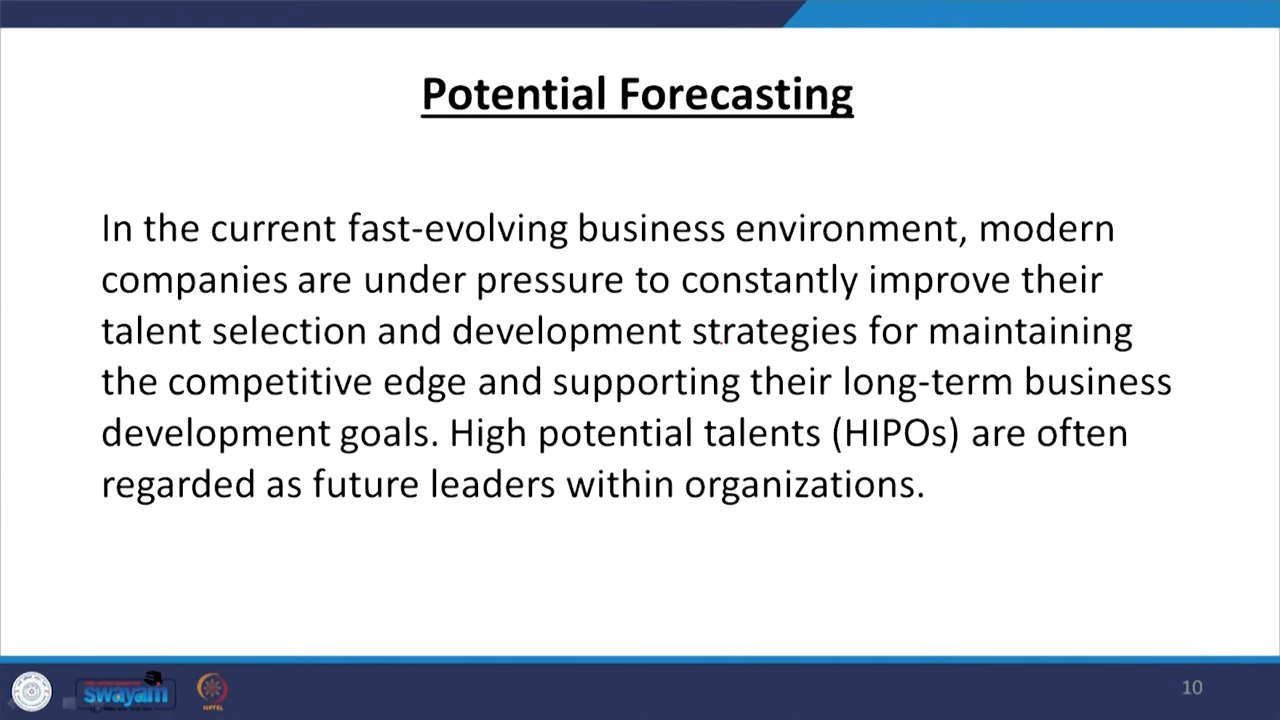 Potential Forecasting
In the current fast-evolving business environment, modern
companies are under pressure to constantly improve their
talent selection and development strategies for maintaining
the competitive edge and supporting their long-term business
development goals. High potential talents (HIPOs) are often
regarded as future leaders within organizations.
swayam
NPTEL
10